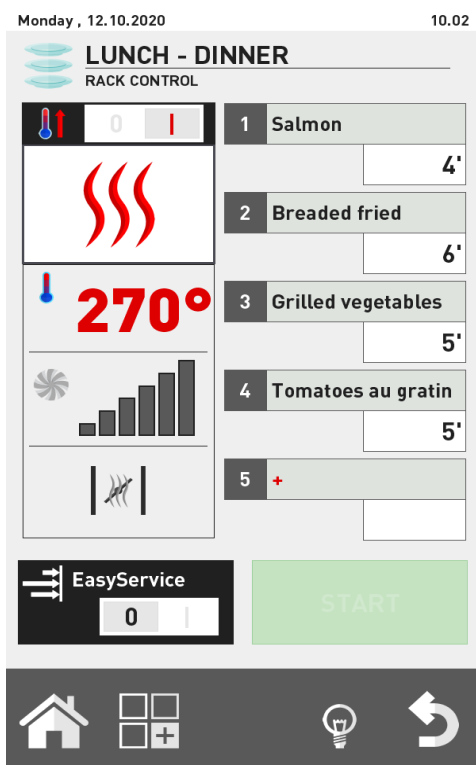 Monday , 12.10.2020 10.02
LUNCH - DINNER
RACK CONTROL
0 I
270°
1 Salmon
4'
2 Breaded fried
6'
3 Grilled vegetables
5'
4 Tomatoes au gratin
5'
5 +
EasyService
0 I
START